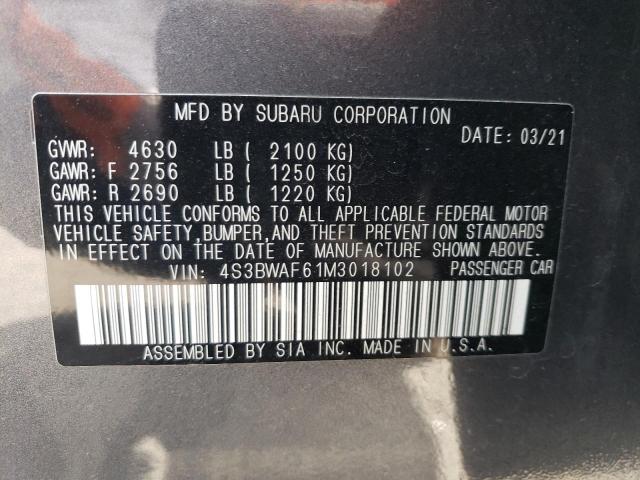 MFD BY SUBARU CORPORATION
DATE: 03/21
GVWR: 4630 LB ( 2100 KG)
GAWR: F 2756 LB ( 1250 KG)
GAWR: R 2690 LB ( 1220 KG)
THIS VEHICLE CONFORMS TO ALL APPLICABLE FEDERAL MOTOR
VEHICLE SAFETY,BUMPER,AND THEFT PREVENTION STANDARDS
IN EFFECT ON THE DATE OF MANUFACTURE SHOWN ABOVE.
VIN: 4S3BWAF61M3018102 PASSENGER CAR
ASSEMBLED BY SIA INC. MADE IN U.S.A.